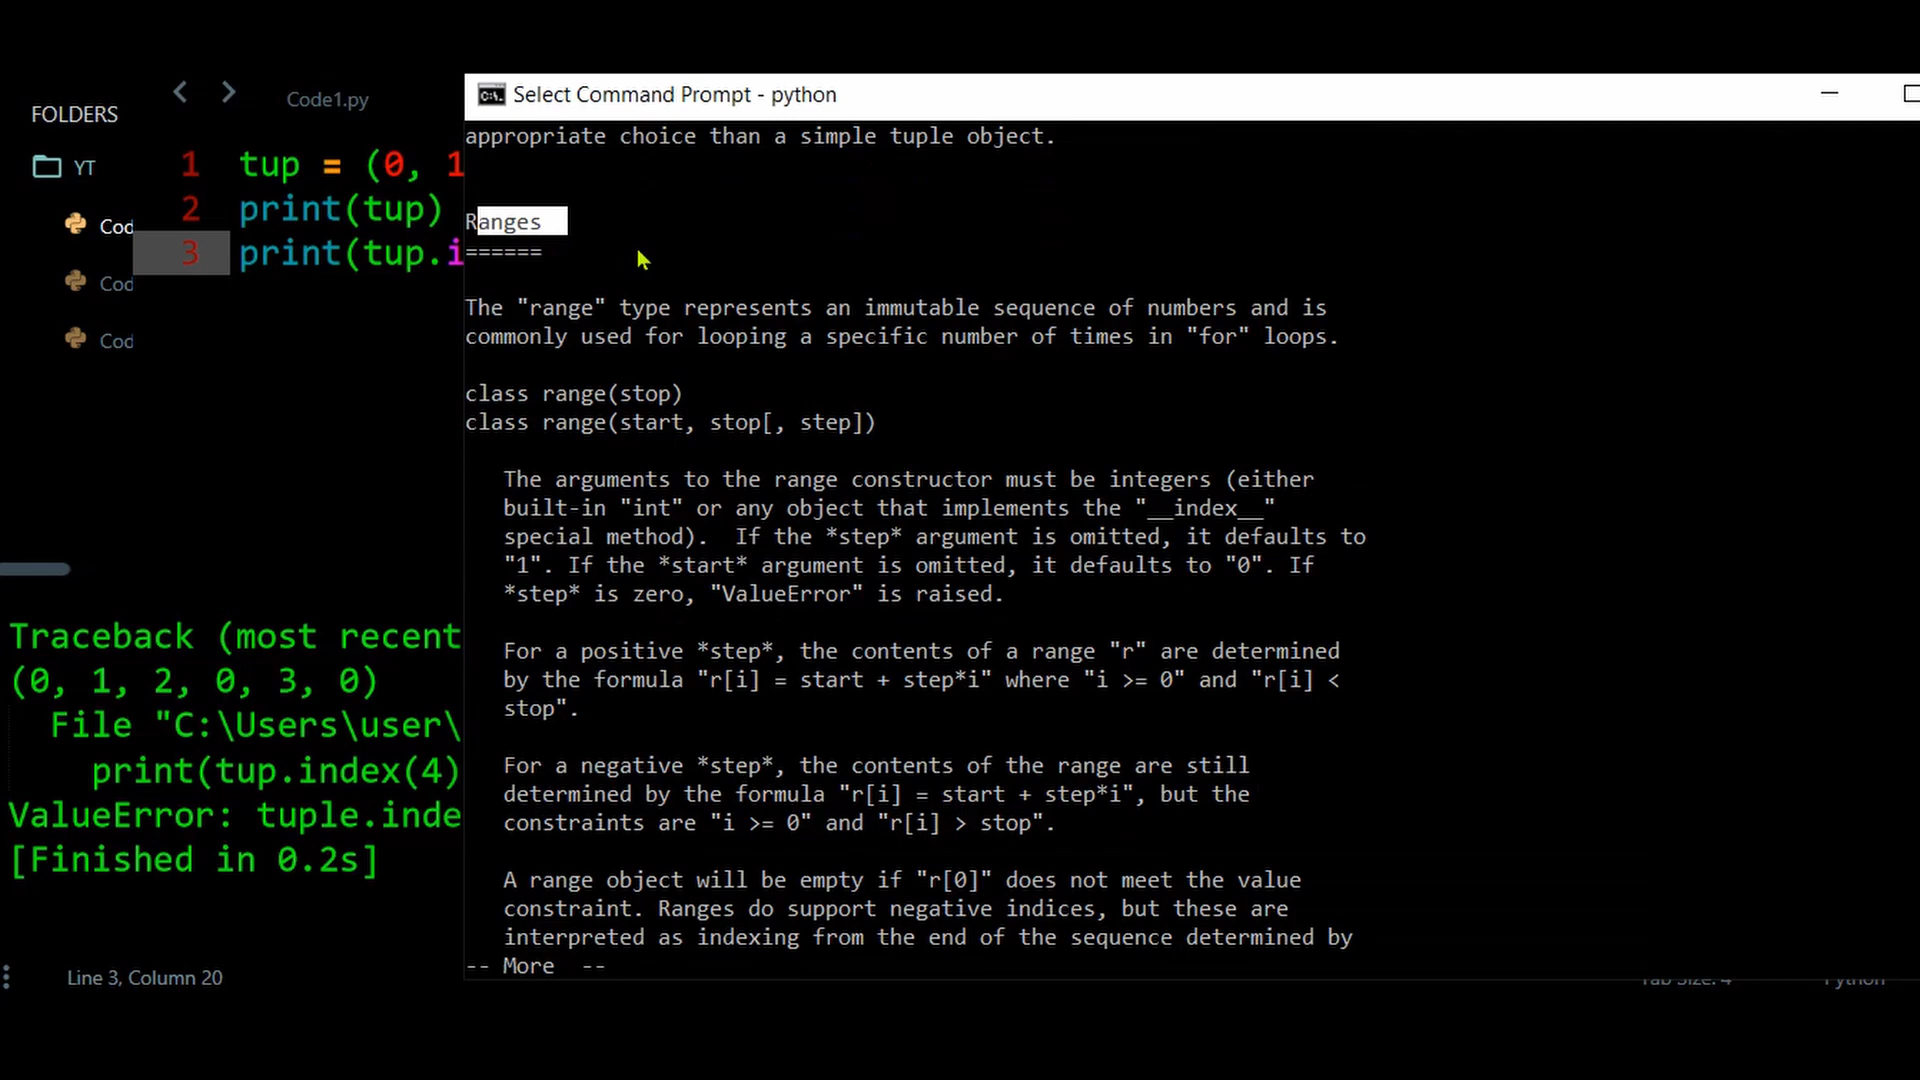 FOLDERS
YT
Cod
Cod
Cod
Code1.py
1 tup = (0, 1
2 print(tup)
3 print(tup.i
Traceback (most recent
(0, 1, 2, 0, 3, 0)
File "C:\Users\user\
print(tup.index(4)
ValueError: tuple.inde
[Finished in 0.2s]
Line 3, Column 20
Select Command Prompt - python
appropriate choice than a simple tuple object.
Ranges
======
The "range" type represents an immutable sequence of numbers and is
commonly used for looping a specific number of times in "for" loops.
class range(stop)
class range(start, stop[, step])
The arguments to the range constructor must be integers (either
built-in "int" or any object that implements the "__index__"
special method).  If the *step* argument is omitted, it defaults to
"1". If the *start* argument is omitted, it defaults to "0". If
*step* is zero, "ValueError" is raised.
For a positive *step*, the contents of a range "r" are determined
by the formula "r[i] = start + step*i" where "i >= 0" and "r[i] <
stop".
For a negative *step*, the contents of the range are still
determined by the formula "r[i] = start + step*i", but the
constraints are "i >= 0" and "r[i] > stop".
A range object will be empty if "r[0]" does not meet the value
constraint. Ranges do support negative indices, but these are
interpreted as indexing from the end of the sequence determined by
-- More  --
Tab Size: 4
Python